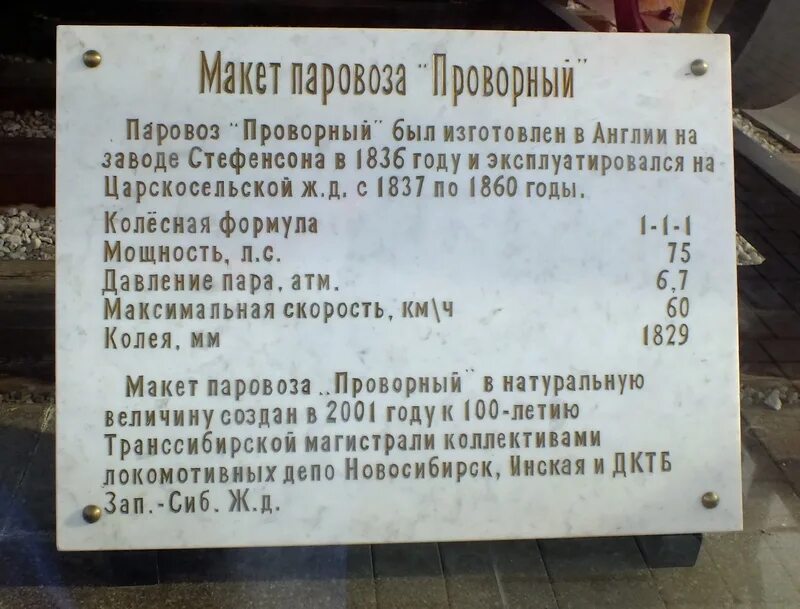 Макет паровоза "Проворный"
Паровоз "Проворный" был изготовлен в Англии на
заводе Стефенсона в 1836 году и эксплуатировался на
Царскосельской ж.д. с 1837 по 1860 годы.
Колёсная формула 1-1-1
Мощность, л.с. 75
Давление пара, атм. 6,7
Максимальная скорость, км\ч 60
Колея, мм 1829
Макет паровоза „Проворный" в натуральную
величину создан в 2001 году к 100-летию
Транссибирской магистрали коллективами
локомотивных депо Новосибирск, Инская и ДКТБ
Зап.-Сиб. Ж.д.